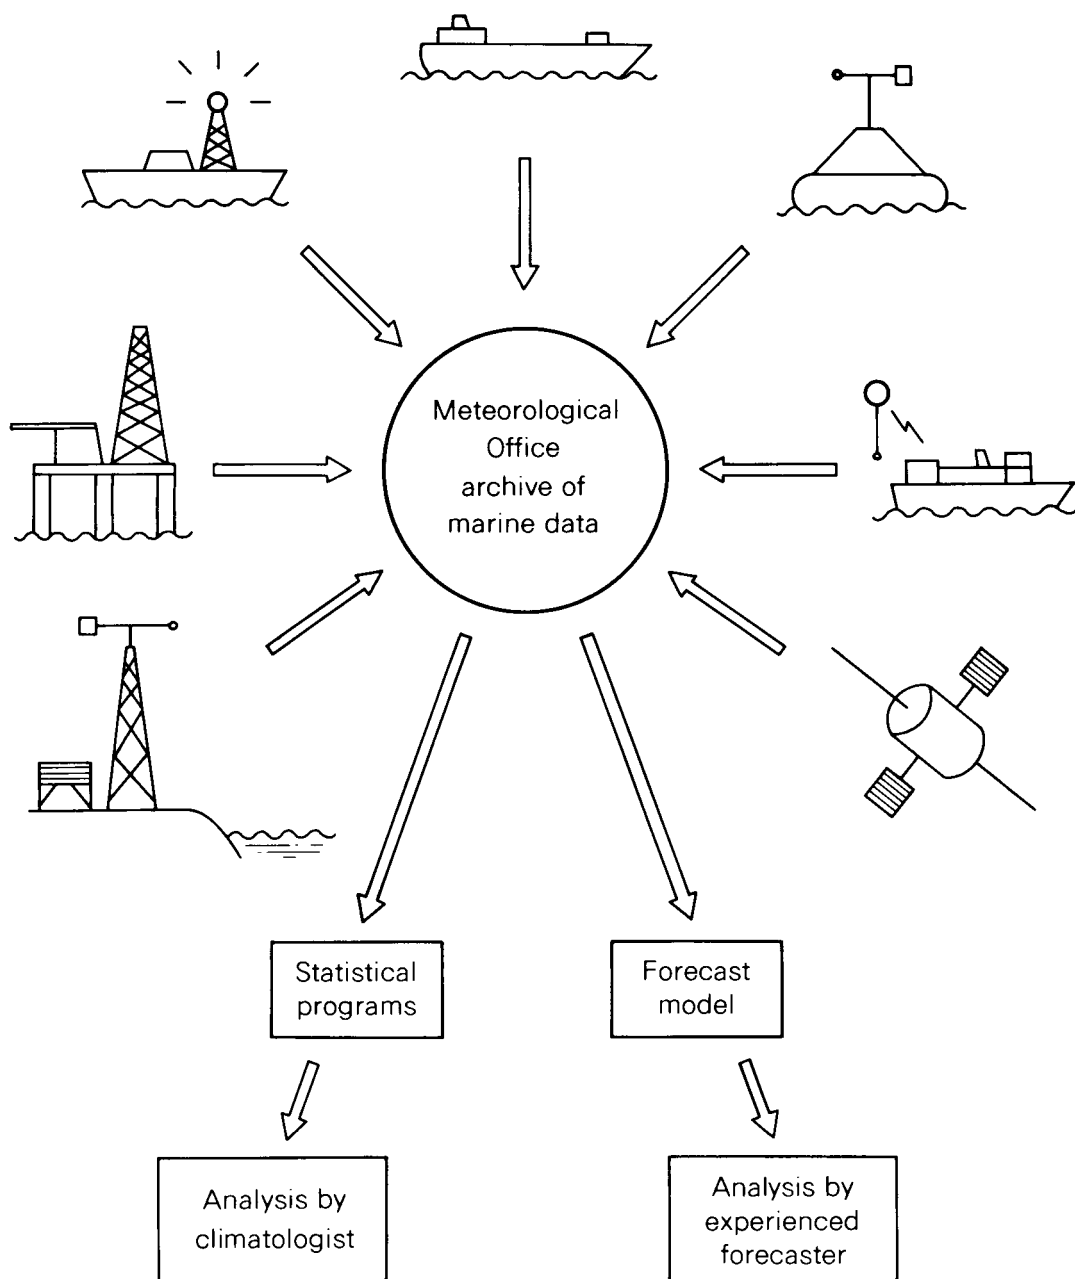 Meteorological
Office
archive of
marine data
Statistical
programs
Forecast
model
Analysis by
climatologist
Analysis by
experienced
forecaster